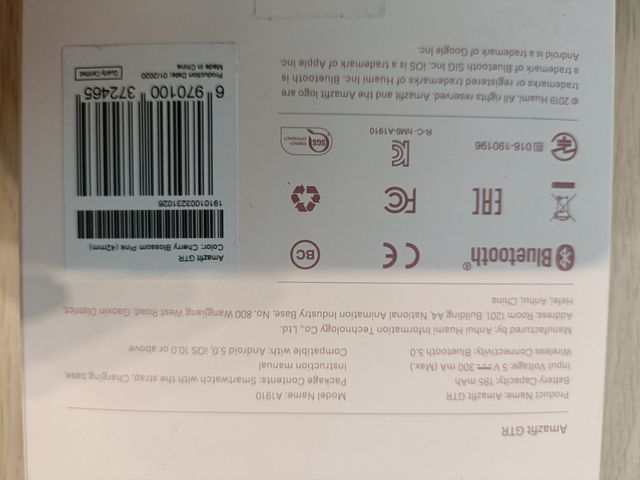 Amazfit GTR
Product Name: Amazfit GTR
Battery Capacity: 195 mAh
Input Voltage: 5 V⎓300 mA (Max.)
Wireless Connectivity: Bluetooth 5.0
Model Name: A1910
Package Contents: Smartwatch with the strap, Charging base,
Instruction manual
Compatible with: Android 5.0, iOS 10.0 or above
Manufactured by: Anhui Huami Information Technology Co., Ltd.
Address: Room 1201, Building A4, National Animation Industry Base, No. 800 Wangjiang West Road, Gaoxin District,
Hefei, Anhui, China
Bluetooth®
CE
BC
EAC
FC
R 018-190196
R-C-hM6-A1910
SGS
ENERGY
EFFICIENCY
© 2019 Huami. All rights reserved. Amazfit and the Amazfit logo are
trademarks or registered trademarks of Huami Inc. Bluetooth is
a trademark of Bluetooth SIG Inc. iOS is a trademark of Apple Inc.
Android is a trademark of Google Inc.
Amazfit GTR
Color: Cherry Blossom Pink (42mm)
19101003231026
6 970100 372465
Production Date: 01/2020
Made in China
Quality Certified